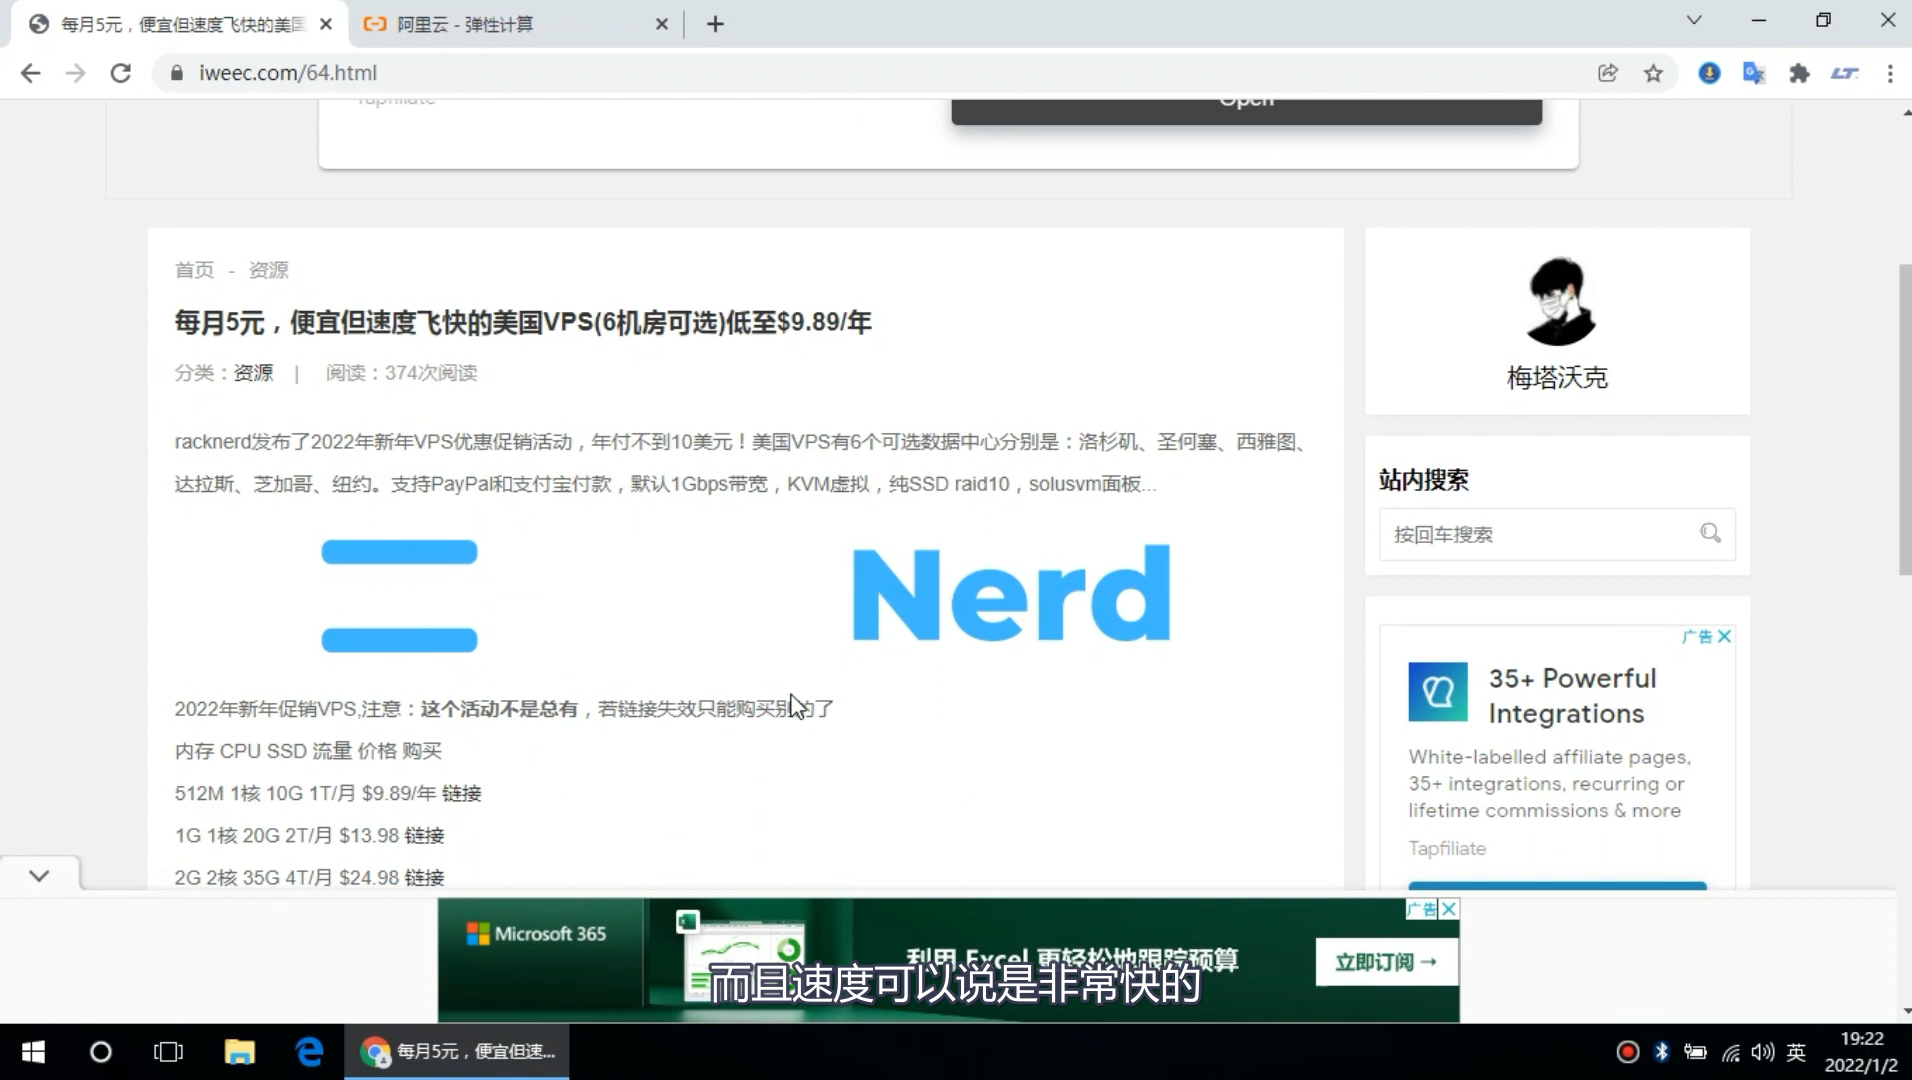 每月5元，便宜但速度飞快的美国
阿里云 - 弹性计算
iweec.com/64.html
Tapfiliate
Open
首页 - 资源
每月5元，便宜但速度飞快的美国VPS(6机房可选)低至$9.89/年
分类：资源 | 阅读：374次阅读
racknerd发布了2022年新年VPS优惠促销活动，年付不到10美元！美国VPS有6个可选数据中心分别是：洛杉矶、圣何塞、西雅图、
达拉斯、芝加哥、纽约。支持PayPal和支付宝付款，默认1Gbps带宽，KVM虚拟，纯SSD raid10，solusvm面板...
Nerd
2022年新年促销VPS,注意：这个活动不是总有，若链接失效只能购买别的了
内存 CPU SSD 流量 价格 购买
512M 1核 10G 1T/月 $9.89/年 链接
1G 1核 20G 2T/月 $13.98 链接
2G 2核 35G 4T/月 $24.98 链接
梅塔沃克
站内搜索
按回车搜索
广告
35+ Powerful
Integrations
White-labelled affiliate pages,
35+ integrations, recurring or
lifetime commissions & more
Tapfiliate
广告
Microsoft 365
利用 Excel 更轻松地跟踪预算
立即订阅 →
而且速度可以说是非常快的
每月5元，便宜但速...
英
19:22
2022/1/2